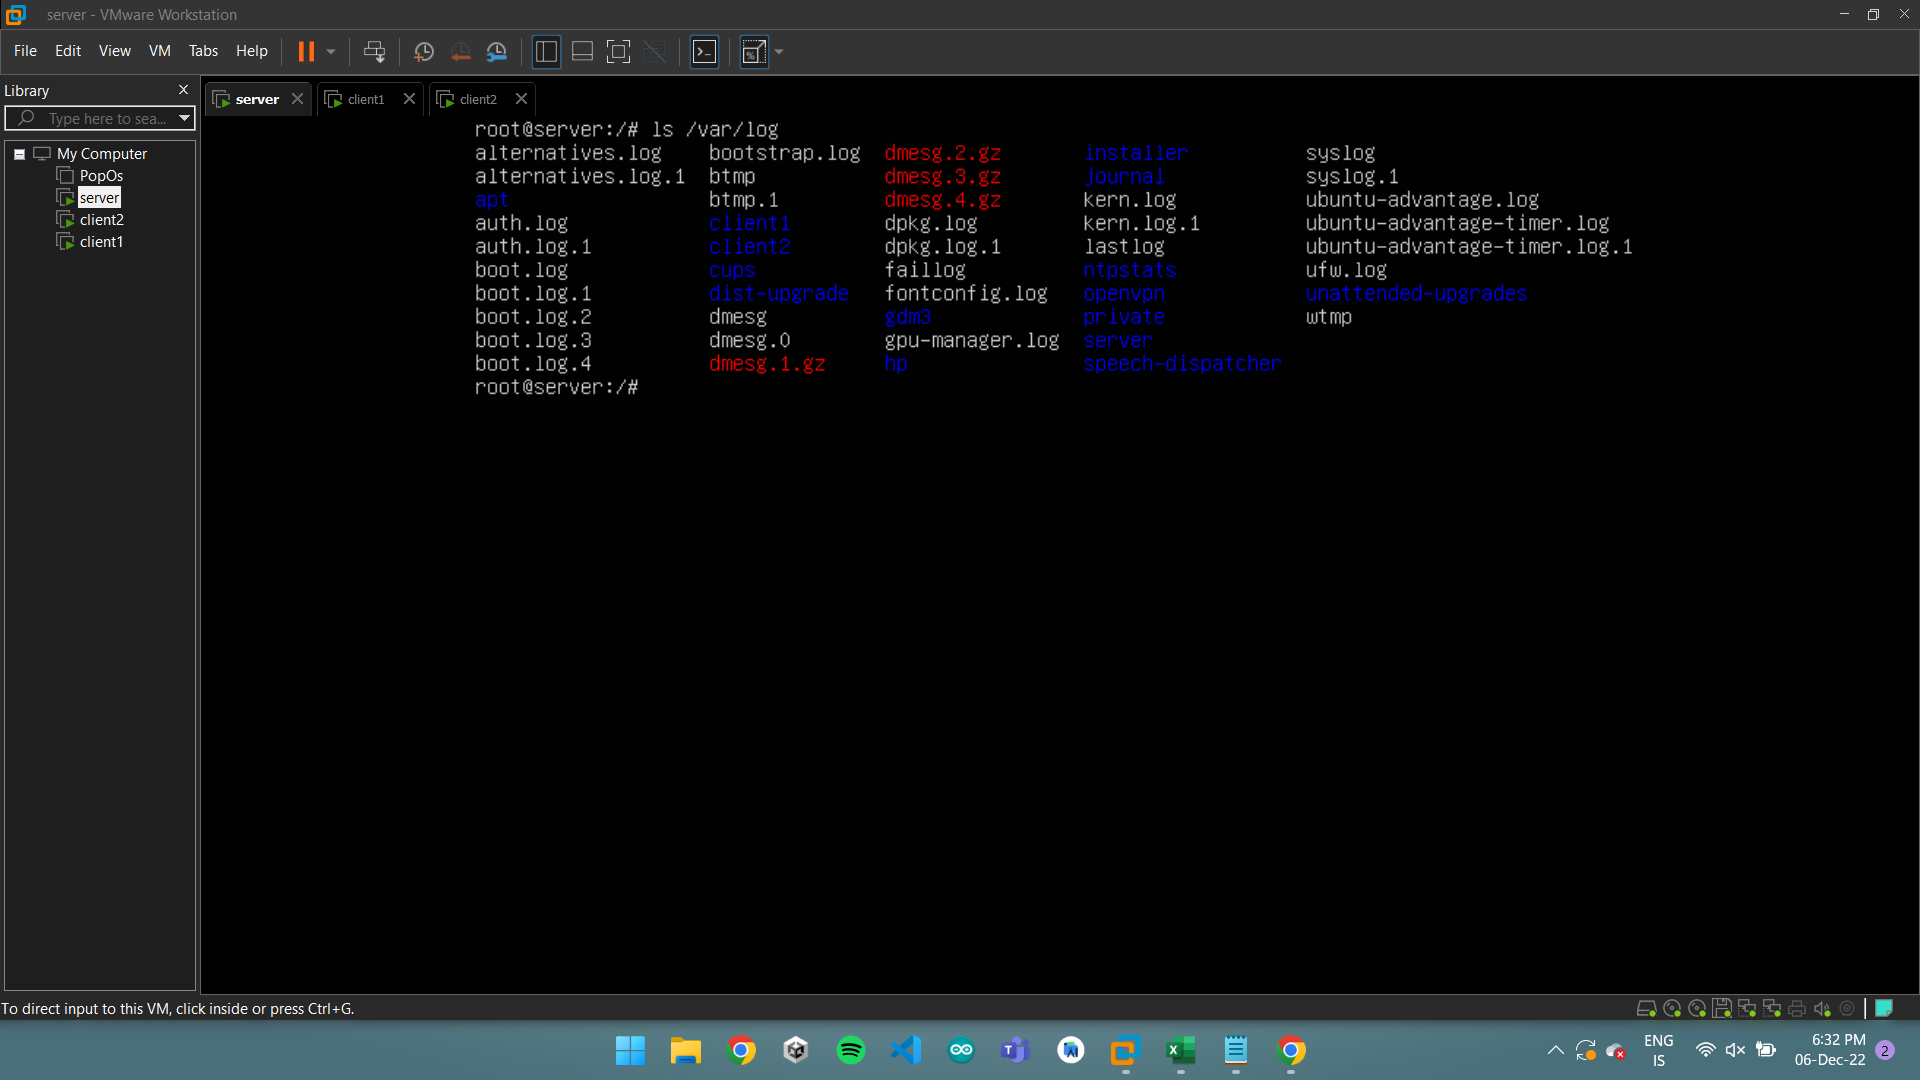 server - VMware Workstation
File Edit View VM Tabs Help
Library
Type here to sea...
My Computer
PopOs
server
client2
client1
server client1 client2
root@server:/# ls /var/log
alternatives.log bootstrap.log dmesg.2.gz installer syslog
alternatives.log.1 btmp dmesg.3.gz journal syslog.1
apt btmp.1 dmesg.4.gz kern.log ubuntu-advantage.log
auth.log client1 dpkg.log kern.log.1 ubuntu-advantage-timer.log
auth.log.1 client2 dpkg.log.1 lastlog ubuntu-advantage-timer.log.1
boot.log cups faillog ntpstats ufw.log
boot.log.1 dist-upgrade fontconfig.log openvpn unattended-upgrades
boot.log.2 dmesg gdm3 private wtmp
boot.log.3 dmesg.0 gpu-manager.log server
boot.log.4 dmesg.1.gz hp speech-dispatcher
root@server:/#
To direct input to this VM, click inside or press Ctrl+G.
ENG
IS
6:32 PM
06-Dec-22
2